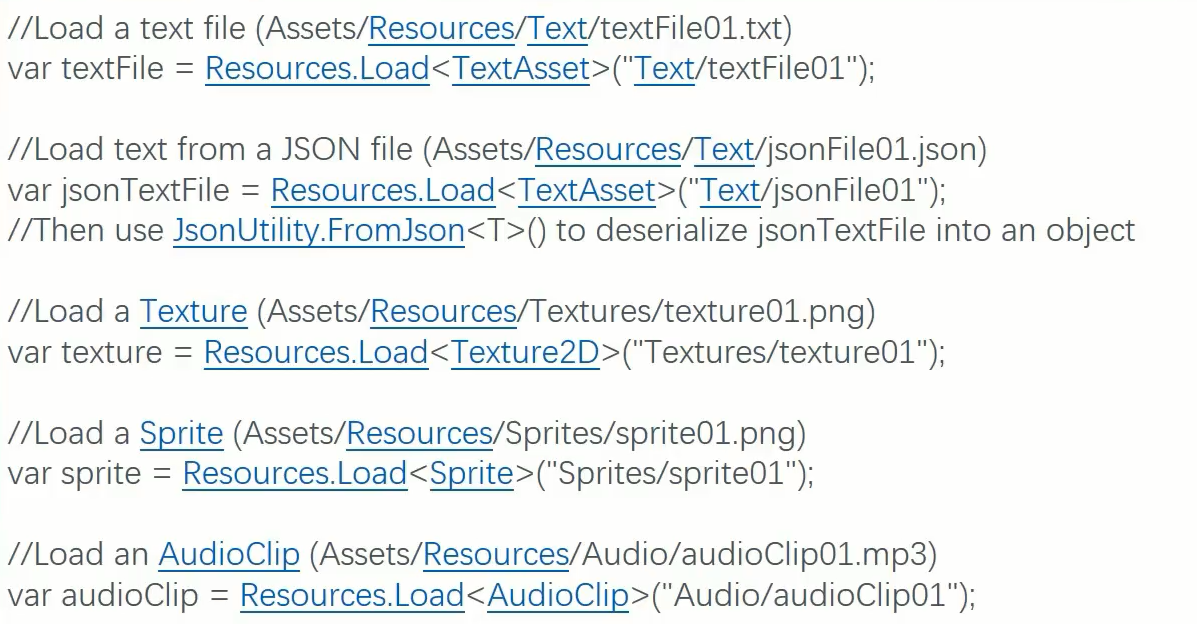 //Load a text file (Assets/Resources/Text/textFile01.txt)
var textFile = Resources.Load<TextAsset>("Text/textFile01");
//Load text from a JSON file (Assets/Resources/Text/jsonFile01.json)
var jsonTextFile = Resources.Load<TextAsset>("Text/jsonFile01");
//Then use JsonUtility.FromJson<T>() to deserialize jsonTextFile into an object
//Load a Texture (Assets/Resources/Textures/texture01.png)
var texture = Resources.Load<Texture2D>("Textures/texture01");
//Load a Sprite (Assets/Resources/Sprites/sprite01.png)
var sprite = Resources.Load<Sprite>("Sprites/sprite01");
//Load an AudioClip (Assets/Resources/Audio/audioClip01.mp3)
var audioClip = Resources.Load<AudioClip>("Audio/audioClip01");